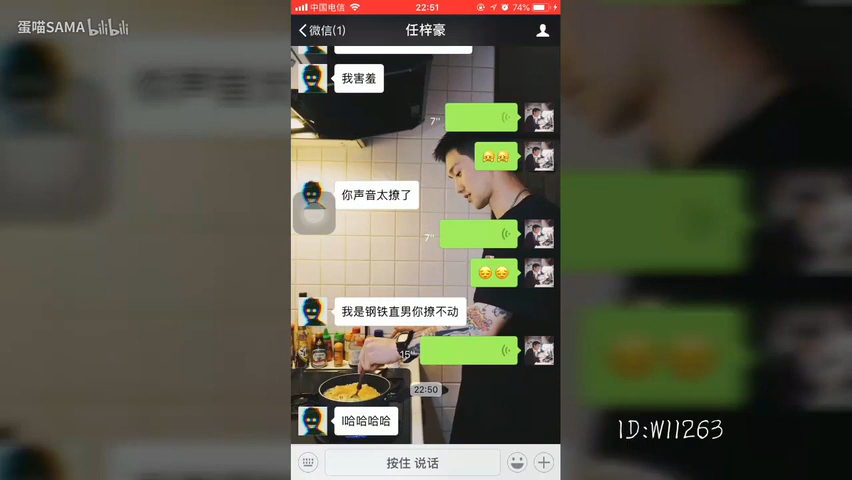 蛋喵SAMA bilibili
中国电信 22:51 74%
微信(1) 任梓豪
我害羞
7"
你声音太撩了
7"
我是钢铁直男你撩不动
15"
22:50
l哈哈哈哈
按住 说话
ID:W11263